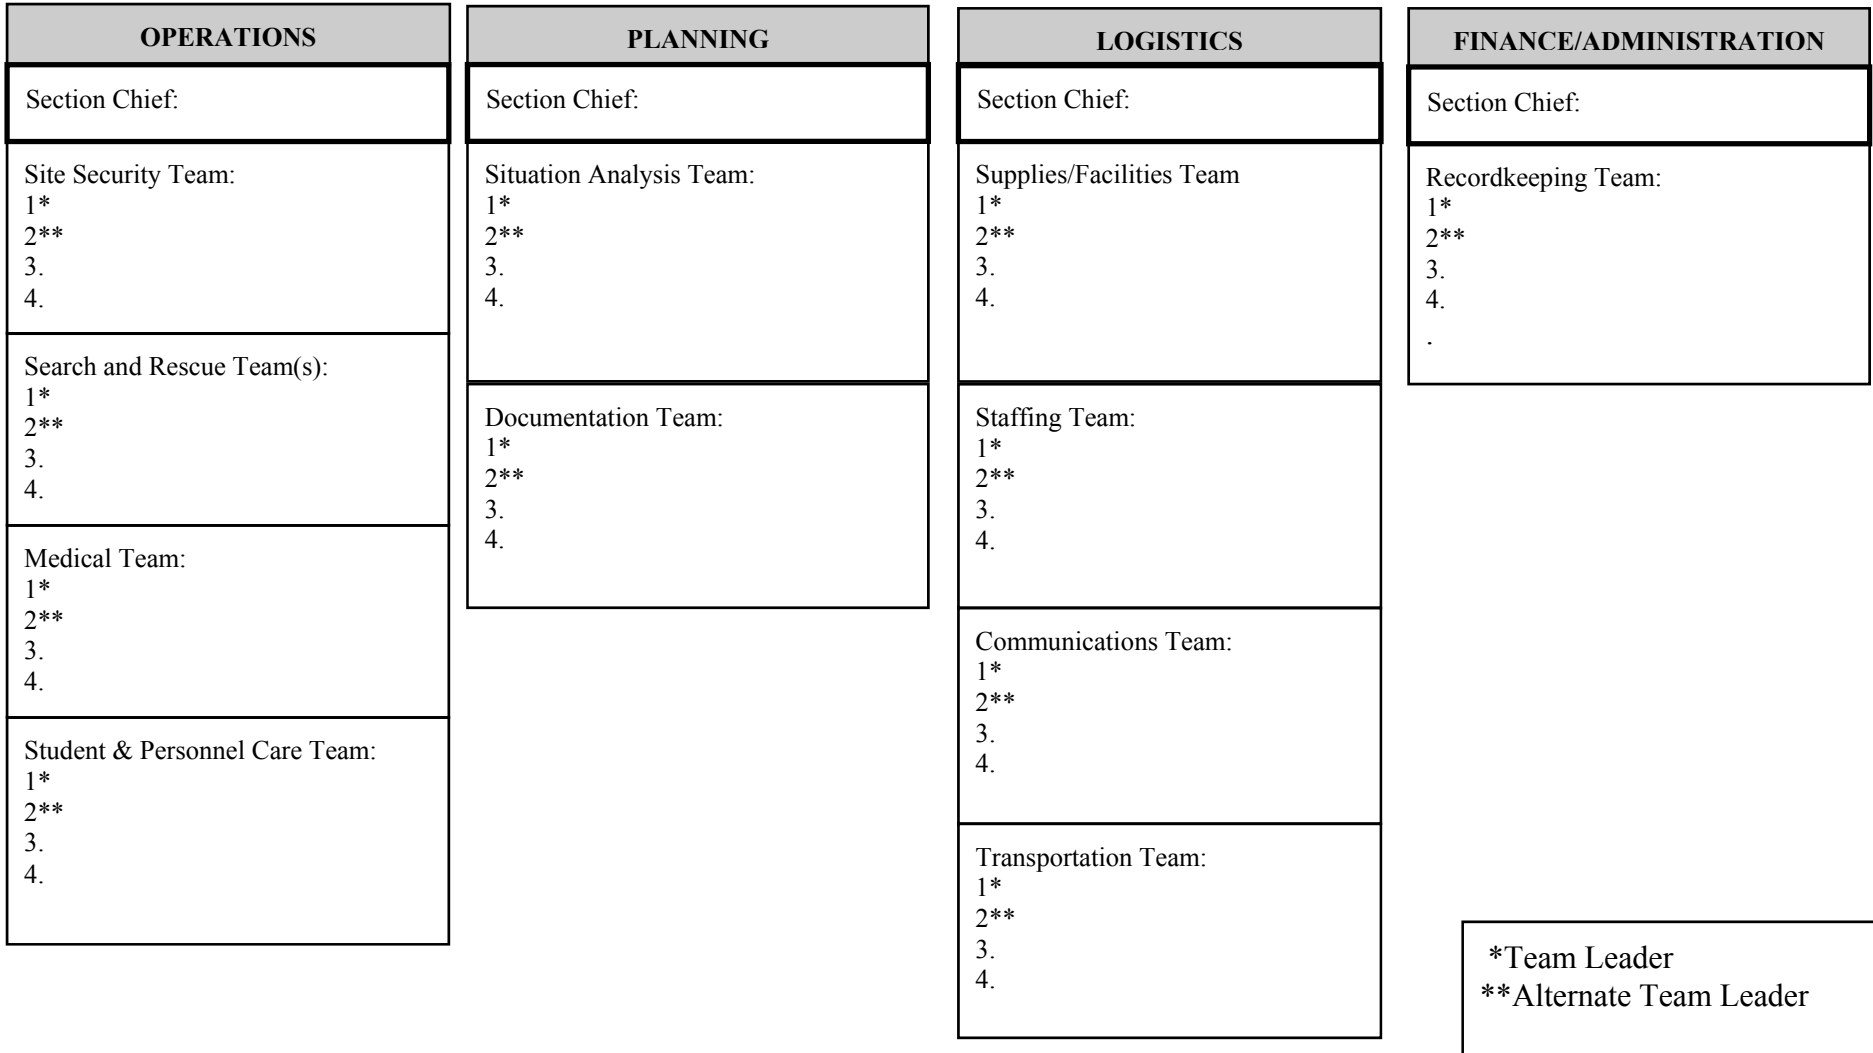 OPERATIONS
Section Chief:
Site Security Team:
1*
2**
3.
4.
Search and Rescue Team(s):
1*
2**
3.
4.
Medical Team:
1*
2**
3.
4.
Student & Personnel Care Team:
1*
2**
3.
4.
PLANNING
Section Chief:
Situation Analysis Team:
1*
2**
3.
4.
Documentation Team:
1*
2**
3.
4.
LOGISTICS
Section Chief:
Supplies/Facilities Team
1*
2**
3.
4.
Staffing Team:
1*
2**
3.
4.
Communications Team:
1*
2**
3.
4.
Transportation Team:
1*
2**
3.
4.
FINANCE/ADMINISTRATION
Section Chief:
Recordkeeping Team:
1*
2**
3.
4.
.
*Team Leader
**Alternate Team Leader